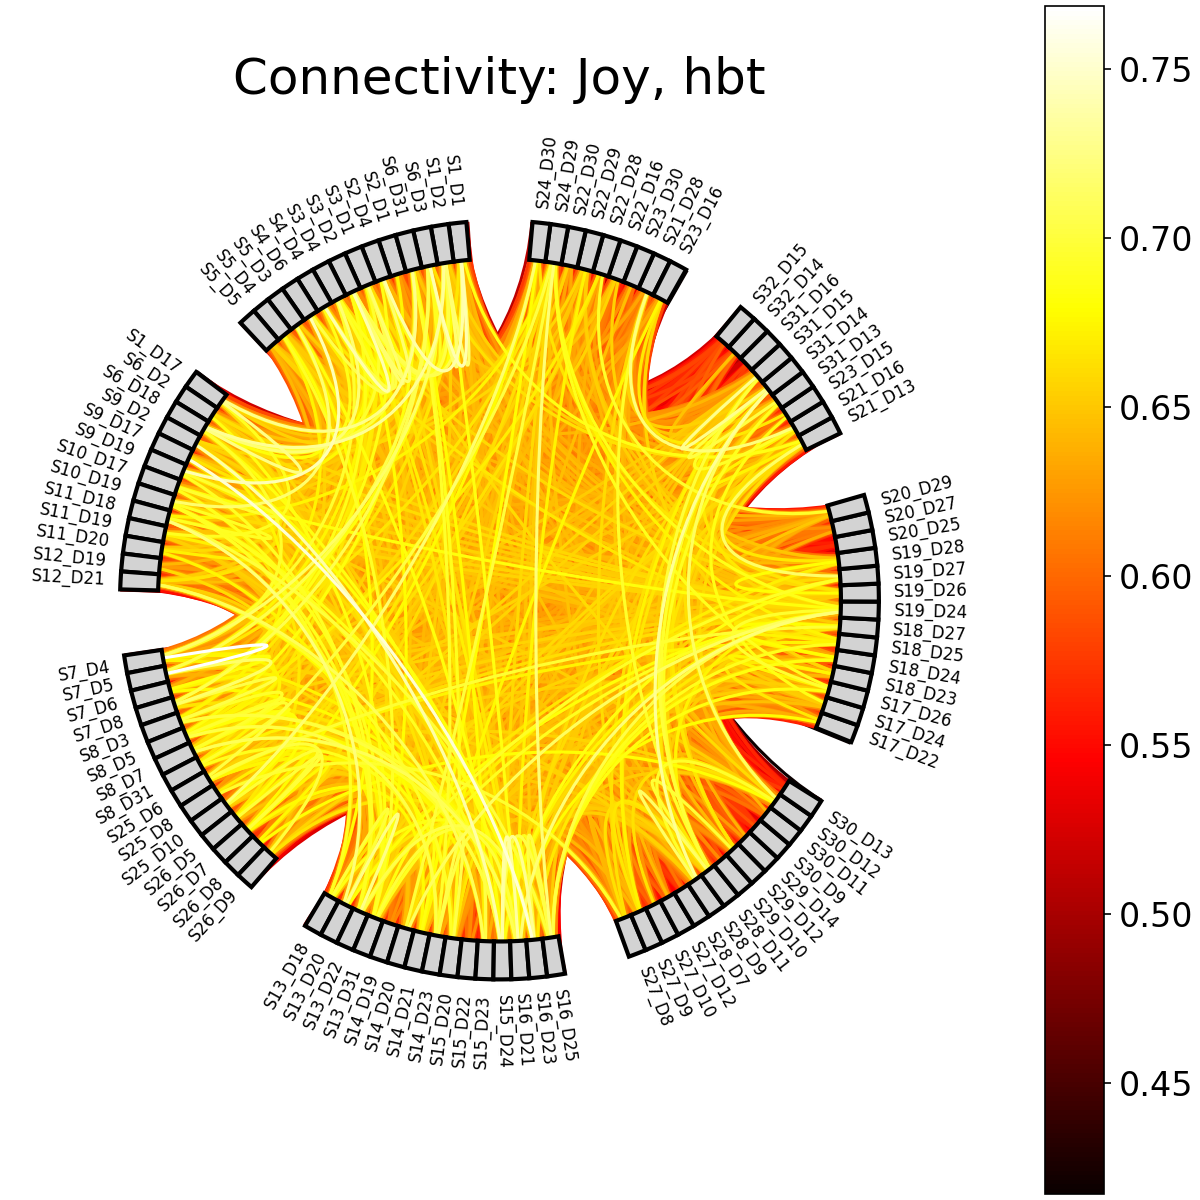 Connectivity: Joy, hbt
0.75
0.70
0.65
0.60
0.55
0.50
0.45
S1_D1
S1_D2
S6_D3
S6_D31
S2_D1
S2_D4
S3_D1
S3_D2
S3_D4
S4_D4
S4_D6
S5_D3
S5_D4
S5_D5
S1_D17
S6_D2
S6_D18
S9_D2
S9_D17
S9_D19
S10_D17
S10_D19
S11_D18
S11_D19
S11_D20
S12_D19
S12_D21
S7_D4
S7_D5
S7_D6
S7_D8
S8_D3
S8_D5
S8_D7
S8_D31
S25_D6
S25_D8
S25_D10
S26_D5
S26_D7
S26_D8
S26_D9
S13_D18
S13_D20
S13_D22
S13_D31
S14_D19
S14_D20
S14_D21
S14_D23
S15_D20
S15_D22
S15_D23
S15_D24
S16_D21
S16_D23
S16_D25
S27_D8
S27_D9
S27_D10
S27_D12
S28_D7
S28_D9
S28_D11
S29_D10
S29_D12
S29_D14
S30_D9
S30_D11
S30_D12
S30_D13
S17_D22
S17_D24
S17_D26
S18_D23
S18_D24
S18_D25
S18_D27
S19_D24
S19_D26
S19_D27
S19_D28
S20_D25
S20_D27
S20_D29
S21_D13
S21_D16
S23_D15
S31_D13
S31_D14
S31_D15
S31_D16
S32_D14
S32_D15
S23_D16
S21_D28
S23_D30
S22_D16
S22_D28
S22_D29
S22_D30
S24_D29
S24_D30